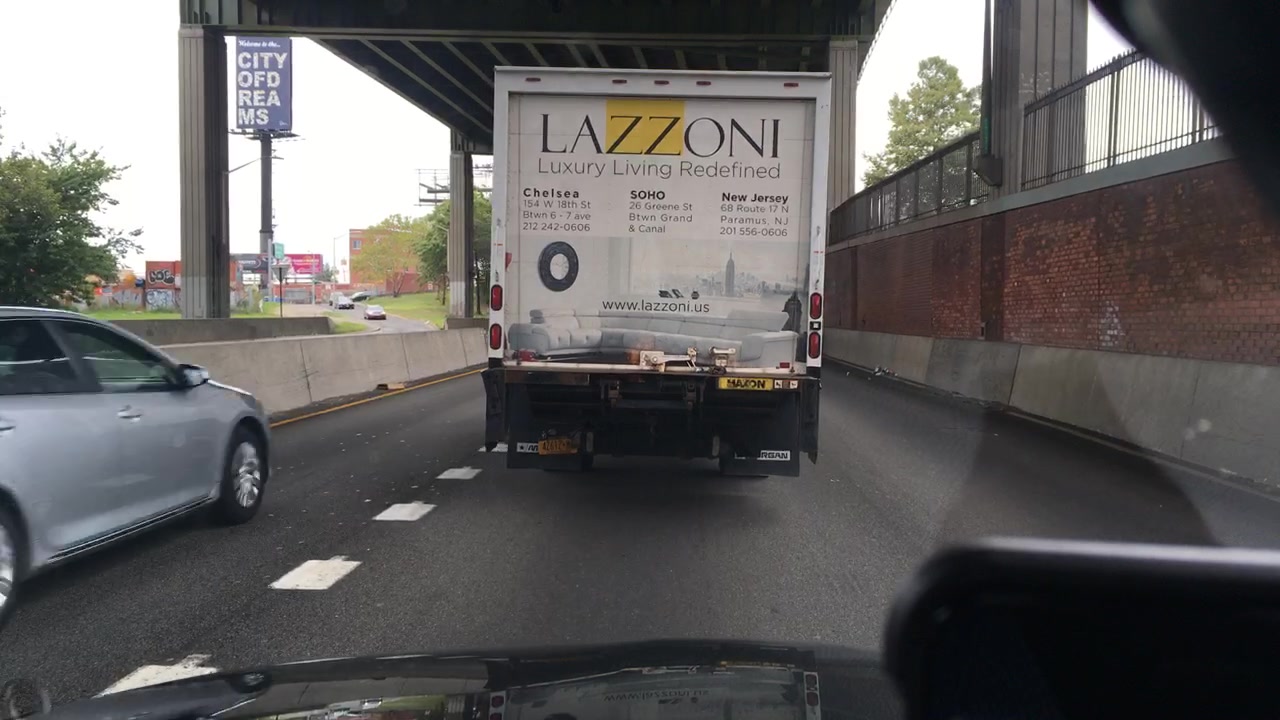 Welcome to the...
CITY
OFD
REA
MS
LAZZONI
Luxury Living Redefined
Chelsea
154 W 18th St
Btwn 6 - 7 ave
212 242-0606
SOHO
26 Greene St
Btwn Grand
& Canal
New Jersey
68 Route 17 N
Paramus, NJ
201 556-0606
www.lazzoni.us
MAXON
RGAN